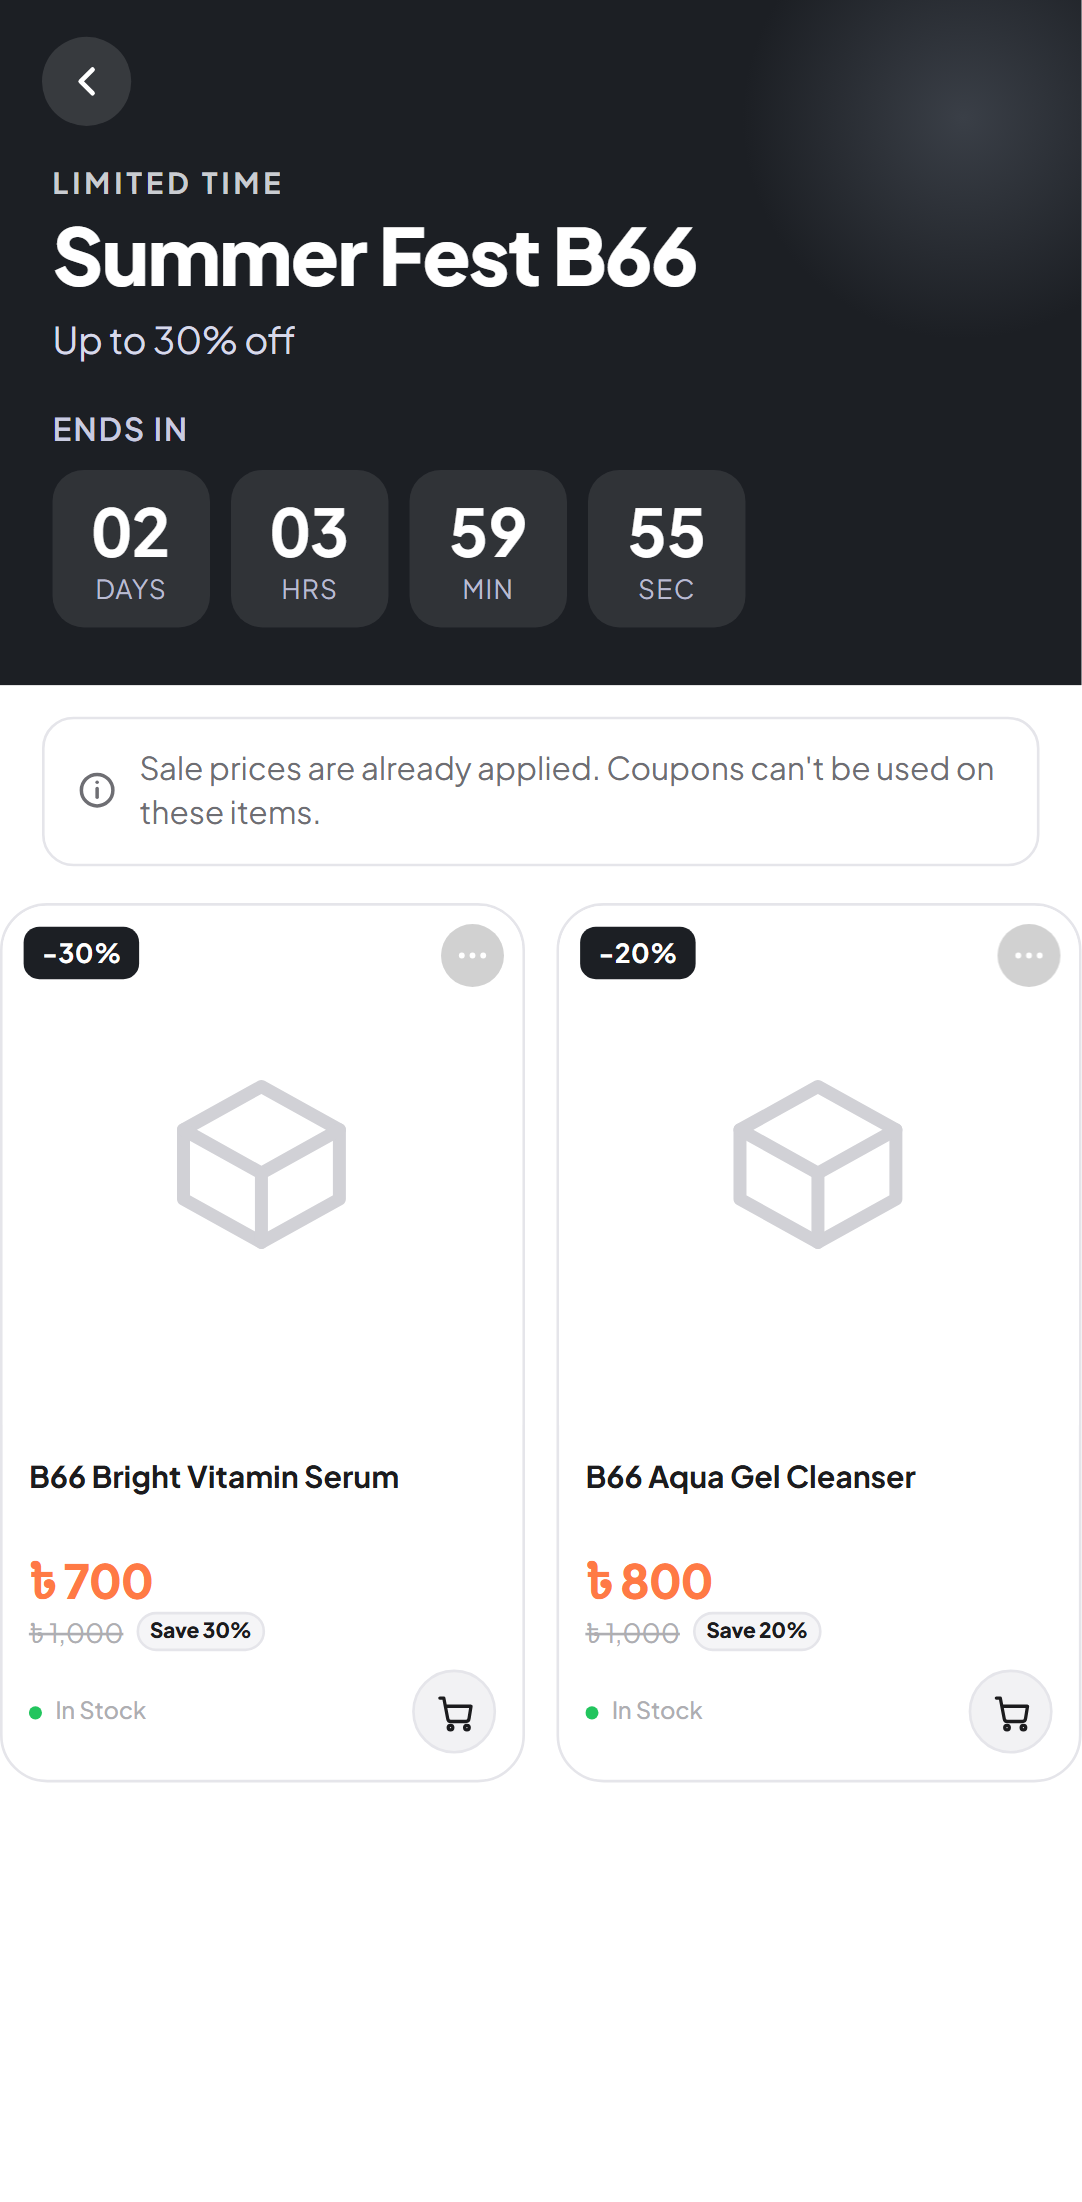 LIMITED TIME
Summer Fest B66
Up to 30% off
ENDS IN
02 03 59 55
DAYS HRS MIN SEC
Sale prices are already applied. Coupons can't be used on
these items.
-30%
B66 Bright Vitamin Serum
৳ 700
৳ 1,000 Save 30%
In Stock
-20%
B66 Aqua Gel Cleanser
৳ 800
৳ 1,000 Save 20%
In Stock